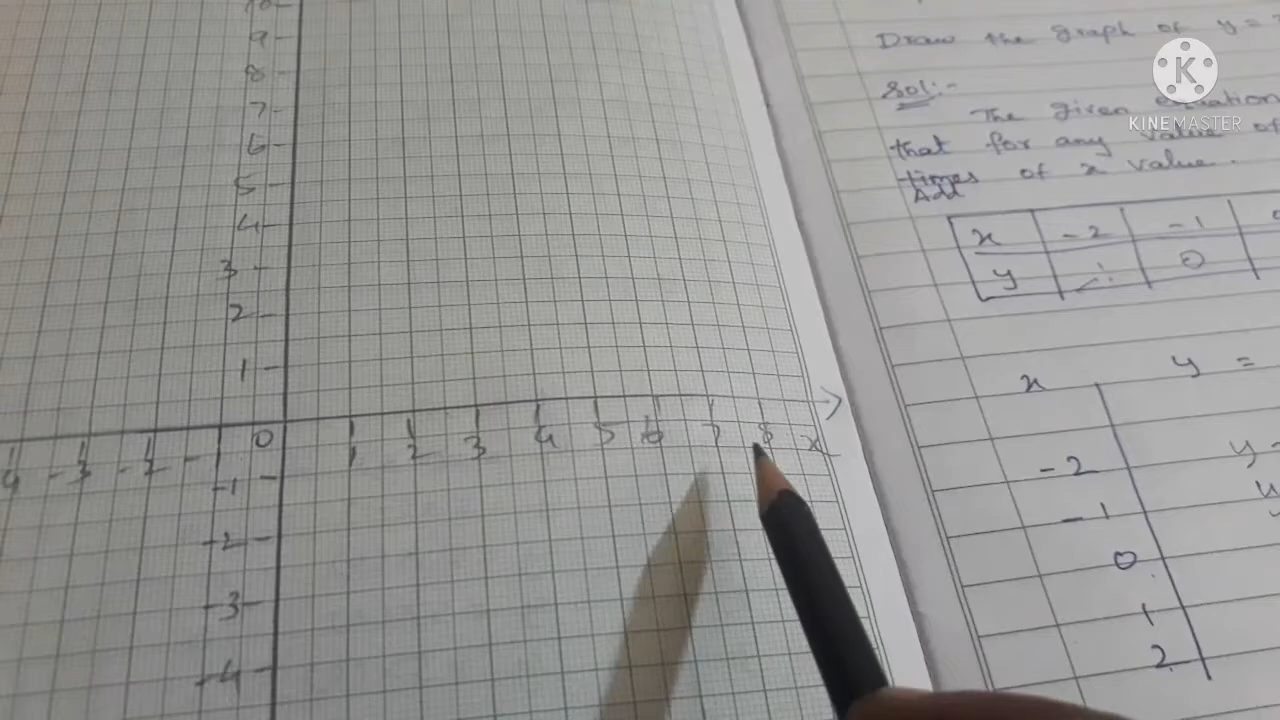 10
9
8
7
6
5
4
3
2
1
0
1 2 3 4 5 6 7 8 x
-4 -3 -2 -1
-1
-2
-3
-4
Draw the graph of y =
Sol:-
The given equation
that for any value of
times of x value.
Add
x -2 -1
y 0
x y =
-2 y =
-1
0
1
2
K
KINEMASTER